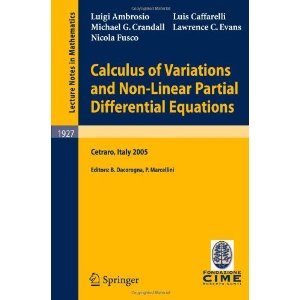 Luigi Ambrosio Luis Caffarelli
Michael G. Crandall Lawrence C. Evans
Nicola Fusco
Lecture Notes in Mathematics
1927
Calculus of Variations
and Non-Linear Partial
Differential Equations
Cetraro, Italy 2005
Editors: B. Dacorogna, P. Marcellini
Springer
FONDAZIONE
CIME